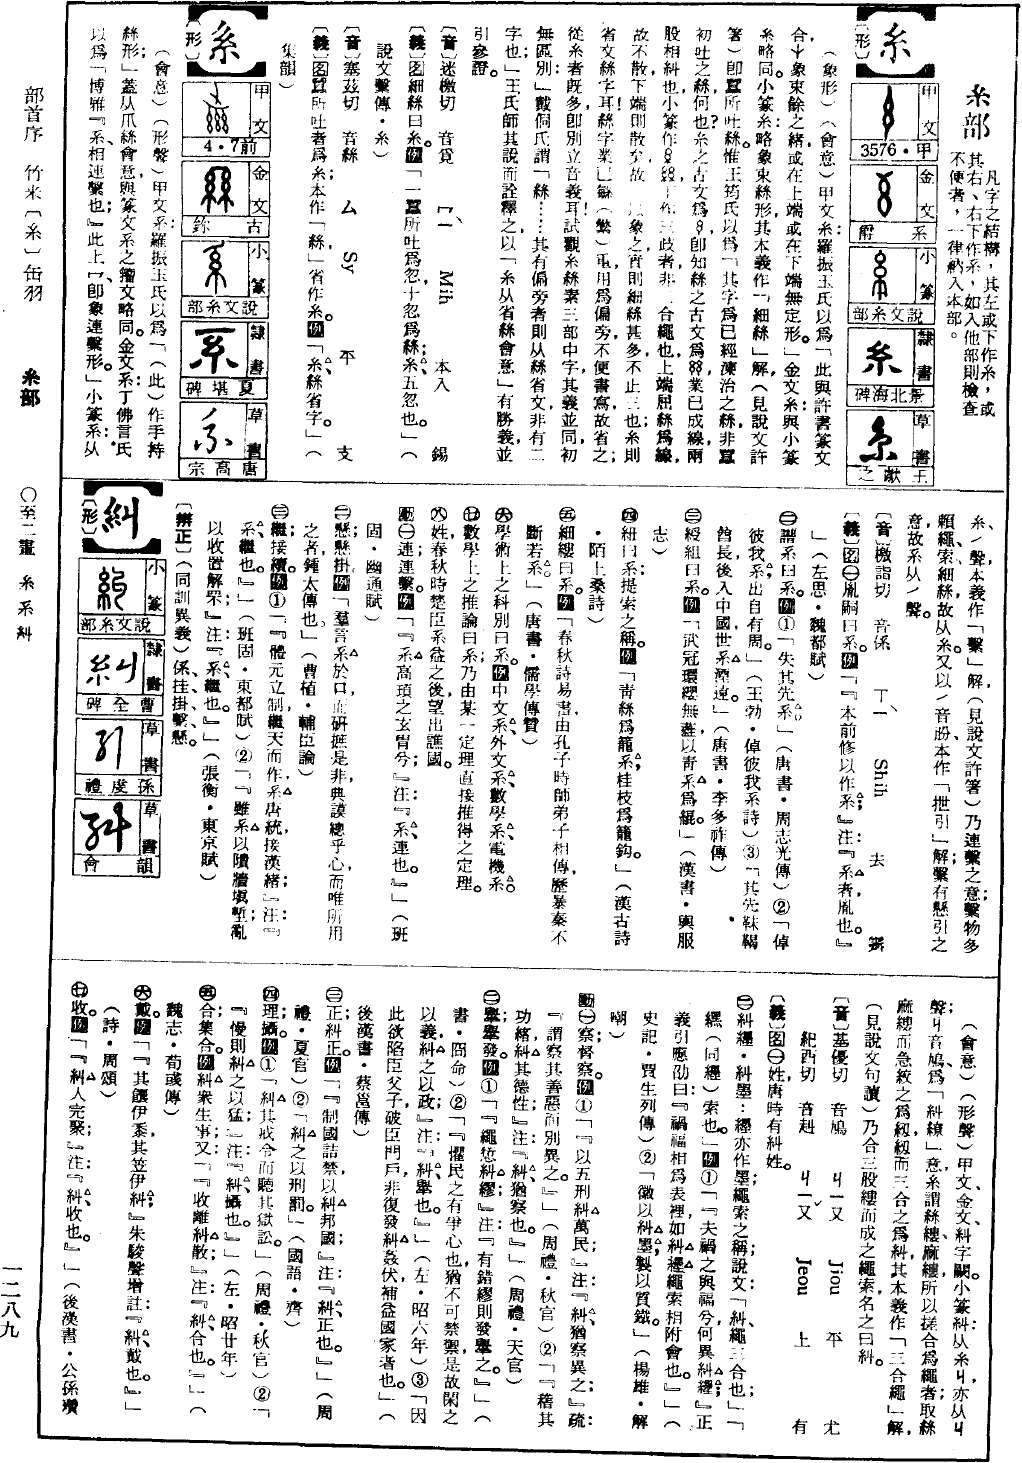 糸部
凡字之結構，其左或下作糸，或
其右、右下作系，如入他部則檢查
不便者，一律納入本部。
糸
〔形〕
甲文
甲·3576
金文
糸爵
小篆
說文糸部
隸書
景北海碑
草書
王獻之
（象形）（會意）甲文糸羅振玉氏以爲「此與許書篆文
合，象束餘之緒，或在上端或在下端無定形。」金文糸與小篆
糸略同。小篆糸略象束絲形，其本義作「細絲」解（見說文許
箸）卽蠶所吐絲。惟王筠氏以爲「其字爲已經湅治之絲，非蠶
初吐之絲，何也？糸之古文爲，卽知絲之古文爲，業已成線，兩
股相糾也。小篆作
故不散，下端則散矣，故象之；實則細絲甚多，不止三也。糸則
省文絲字耳！絲字業已緐（繁）重，用爲偏旁，不便書寫，故省之；
從糸者旣多，卽別立音義耳！試觀糸絲素三部中字，其義並同，初
無區別」戴侗氏謂「絲……其有偏旁者則从絲省文，非有二
字也」王氏師其說而詮釋之，以「糸从省絲會意」有勝義，並
引參證。
〔音〕迷檄切　音覓　ㄇㄧˋ　Mih　本入　錫
〔義〕名細絲曰糸。例「一蠶所吐爲忽，十忽爲絲；糸，五忽也。」（
說文繫傳·糸）
〔音〕塞茲切　音絲　ㄙ　Sy　平　支
〔義〕名蠶所吐者爲糸，本作「絲」省作糸。例「糸，絲省字。」（
集韻）
系
〔形〕
甲文
前7·4
金文
古鉨
小篆
說文系部
隸書
夏堪碑
草書
唐高宗
（會意）（形聲）甲文系羅振玉氏以爲「（此）作手持
絲形」蓋从爪絲會意，與篆文系之籀文略同。金文系丁佛言氏
以爲「博雅『系，相連繫也』此上卽象連繫形。」小篆系从
糸，丿聲，本義作「繫」解（見說文許箸）乃連繫之意；繫物多
賴繩索細絲，故从糸。又以丿音　本作「抴引」解，繫有懸引之
意，故系从丿聲。
〔音〕檄詣切　音係　ㄒㄧˋ　Shih　去　霽
〔義〕名㊀胤嗣曰系。例「『本前修以作系』注『系者，胤也。』
」（左思·魏都賦）
㊁譜系曰系。例①「失其先系」（唐書·周志光傳）②「倬
彼我系，出自有周。」（王勃·倬彼我系詩）③「其先靺鞨
酋長，後入中國，世系湮遠」（唐書·李多祚傳）
㊂綬組曰系。例「武冠，環纓無蕤，以青系爲緄」（漢書·輿服
志）
㊃紐曰系；提索之稱。例「青絲爲籠系，桂枝爲籠鈎。」（漢古詩
·陌上桑詩）
㊄細縷曰系。例「春秋詩易書由孔子時師弟子相傳，歷暴秦不
斷若系」（唐書·儒學傳贊）
㊅學術上之科別曰系。例中文系、外文系、數學系、電機系。
㊆數學上之推論曰系；乃由某一定理直接推得之定理。
㊇姓，春秋時楚臣系益之後，望出譙國。
動㊀連，連繫。例「『系高頊之玄冑兮』注『系，連也。』」（班
固·幽通賦）
㊁懸，懸掛。例「羣言系於口，而研摭是非，典謨總乎心，而唯所用
之者，鍾太傅也」（曹植·輔臣論）
㊂繼，接續。例①「『體元立制，繼天而作；系唐統，接漢緒』注：『
系，繼也。』」（班固·東都賦）②「『雖系以隤牆塡塹，亂
以收罝解罘』注『系，繼也。』」（張衡·東京賦）
〔辨正〕（同訓異義）係、挂、掛、繫、懸。
糾
〔形〕
小篆
說文糸部
隸書
曹全碑
草書
孫虔禮
草書
韻會
（會意）（形聲）甲文、金文糾字闕。小篆糾从糸丩，亦从丩
聲；丩音鳩，爲「糾繚」意，糸謂絲縷，麻縷所以搓合爲繩者；取絲
麻縷而急絞之爲紉，紉而三合之爲糾，其本義作「三合繩」解，
（見說文句讀）乃合三股縷而成之繩索，名之曰糾。
〔音〕基優切　音鳩　ㄐㄧㄡ　Jiou　平　尤
紀酉切　音赳　ㄐㄧㄡˇ　Jeou　上　有
〔義〕名㊀姓，唐時有糾姓。
㊁糾纆·糾墨：纆亦作墨；繩索之稱。說文「糾，繩三合也」「
纆（同纆）索也。」例①「『夫禍之與福兮，何異糾纆』正
義引應劭曰：『禍福相爲表裡，如糾纆繩索相附會也。』」（
史記·賈生列傳）②「徽以糾墨，製以質鐵」（楊雄·解
嘲）
動㊀察，督察。例①「『以五刑糾萬民』注：『糾猶察異之；』疏：
『謂察其善惡而別異之。』」（周禮·秋官）②「『稽其
功緒，糾其德性』注：『糾猶察也。』」（周禮·天官）
㊁舉，舉發。例①「『繩愆糾繆』注『有錯繆則發舉之。』」（
書·冏命）②「『擢民之有爭心也，猶不可禁禦，是故閑之
以義，糾之以政』注：『糾，舉也。』」（左·昭六年）③「因
此欲陷臣父子，破臣門戶，非復發糾姦伏，補益國家者也。」（
後漢書·蔡邕傳）
㊂正，糾正。例「『制國詰禁，以糾邦國』注『糾，正也。』」（周
禮·夏官）②「糾之以刑罰」（國語·齊）
㊃理，攝。例①「『糾其戒令而聽其獄訟。』（周禮·秋官）②「
『慢則糾之以猛』注『糾，攝也。』」（左·昭廿年）
㊄合，集合。例糾衆生事。又「『收離糾散』注：『糾，合也。』」（
魏志·荀彧傳）
㊅戴。例「『其饟伊黍，其笠伊糾』朱駿聲增註：『糾，戴也。』」
（詩·周頌）
㊆收。例「『糾人完聚』注：『糾，收也。』」（後漢書·公孫瓚
部首序　竹米〔糸〕缶羽
糸部
〇至二畫　糸系糾
一二八九